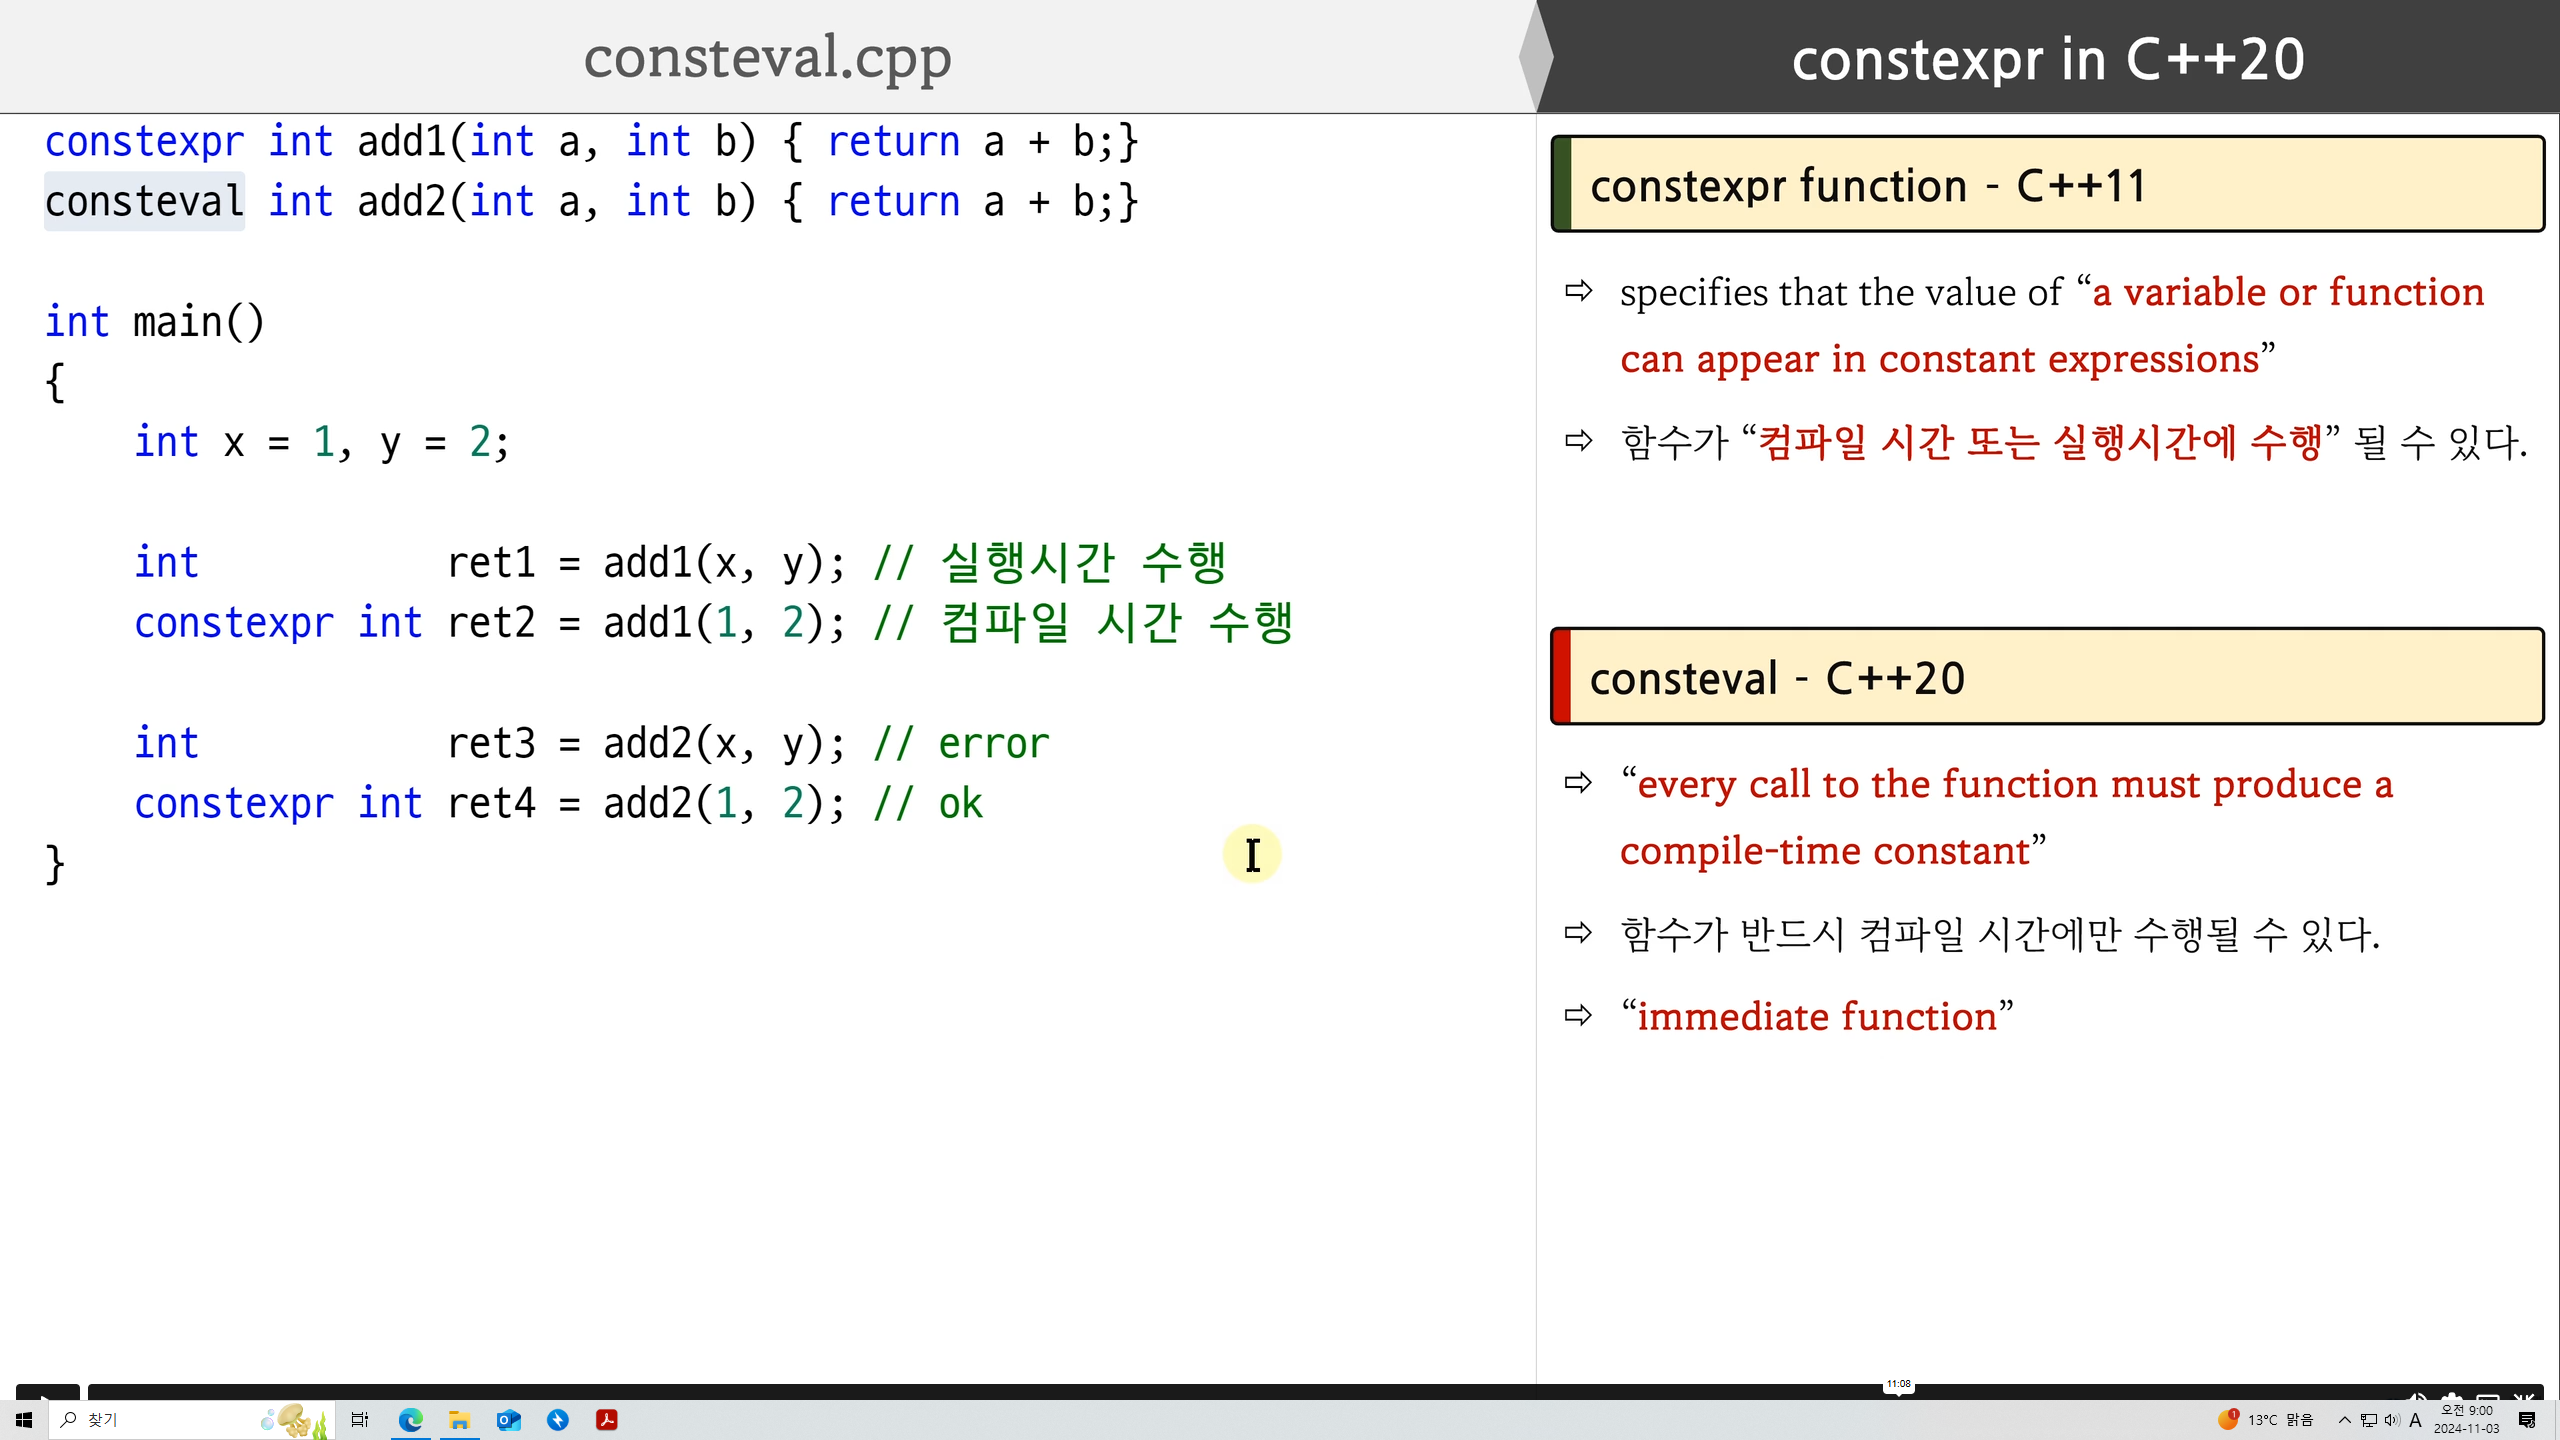 consteval.cpp
constexpr in C++20
constexpr int add1(int a, int b) { return a + b;}
consteval int add2(int a, int b) { return a + b;}
int main()
{
int x = 1, y = 2;
int ret1 = add1(x, y); // 실행시간 수행
constexpr int ret2 = add1(1, 2); // 컴파일 시간 수행
int ret3 = add2(x, y); // error
constexpr int ret4 = add2(1, 2); // ok
}
constexpr function - C++11
⇨ specifies that the value of “a variable or function
can appear in constant expressions”
⇨ 함수가 “컴파일 시간 또는 실행시간에 수행” 될 수 있다.
consteval - C++20
⇨ “every call to the function must produce a
compile-time constant”
⇨ 함수가 반드시 컴파일 시간에만 수행될 수 있다.
⇨ “immediate function”
11:08
찾기
1
13°C 맑음
A
오전 9:00
2024-11-03